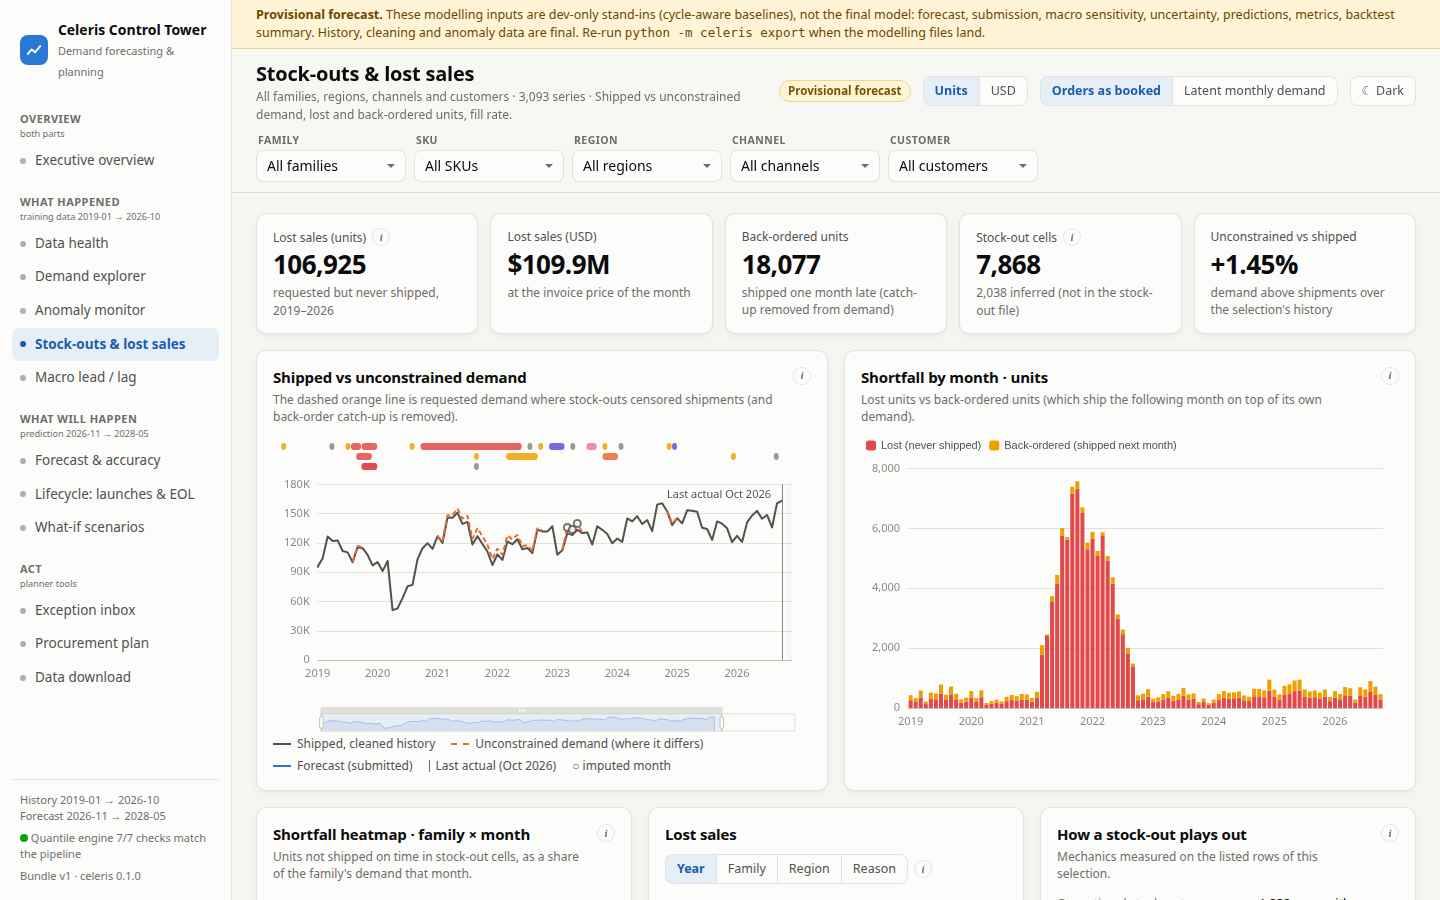 Celeris Control Tower
Demand forecasting &
planning
OVERVIEW
both parts
Executive overview
WHAT HAPPENED
training data 2019-01 → 2026-10
Data health
Demand explorer
Anomaly monitor
Stock-outs & lost sales
Macro lead / lag
WHAT WILL HAPPEN
prediction 2026-11 → 2028-05
Forecast & accuracy
Lifecycle: launches & EOL
What-if scenarios
ACT
planner tools
Exception inbox
Procurement plan
Data download
History 2019-01 → 2026-10
Forecast 2026-11 → 2028-05
Quantile engine 7/7 checks match
the pipeline
Bundle v1 · celeris 0.1.0
Provisional forecast. These modelling inputs are dev-only stand-ins (cycle-aware baselines), not the final model: forecast, submission, macro sensitivity, uncertainty, predictions, metrics, backtest
summary. History, cleaning and anomaly data are final. Re-run python -m celeris export when the modelling files land.
Stock-outs & lost sales
All families, regions, channels and customers · 3,093 series · Shipped vs unconstrained
demand, lost and back-ordered units, fill rate.
Provisional forecast
Units USD
Orders as booked Latent monthly demand
☾ Dark
FAMILY SKU REGION CHANNEL CUSTOMER
All families All SKUs All regions All channels All customers
Lost sales (units) i
106,925
requested but never shipped,
2019–2026
Lost sales (USD)
$109.9M
at the invoice price of the month
Back-ordered units
18,077
shipped one month late (catch-
up removed from demand)
Stock-out cells i
7,868
2,038 inferred (not in the stock-
out file)
Unconstrained vs shipped
+1.45%
demand above shipments over
the selection's history
Shipped vs unconstrained demand i
The dashed orange line is requested demand where stock-outs censored shipments (and
back-order catch-up is removed).
Last actual Oct 2026
180K
150K
120K
90K
60K
30K
0
2019 2020 2021 2022 2023 2024 2025 2026
Shipped, cleaned history Unconstrained demand (where it differs)
Forecast (submitted) Last actual (Oct 2026) imputed month
Shortfall by month · units i
Lost units vs back-ordered units (which ship the following month on top of its own
demand).
Lost (never shipped) Back-ordered (shipped next month)
8,000
6,000
4,000
2,000
0
2019 2020 2021 2022 2023 2024 2025 2026
Shortfall heatmap · family × month i
Units not shipped on time in stock-out cells, as a share
of the family's demand that month.
Lost sales
Year Family Region Reason i
How a stock-out plays out i
Mechanics measured on the listed rows of this
selection.